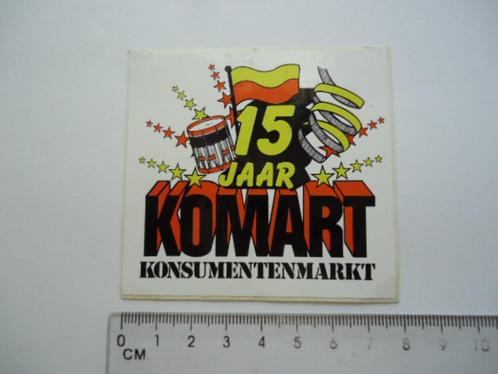 15
JAAR
KOMART
KONSUMENTENMARKT
0 1 2 3 4 5 6 7 8 9 10
CM